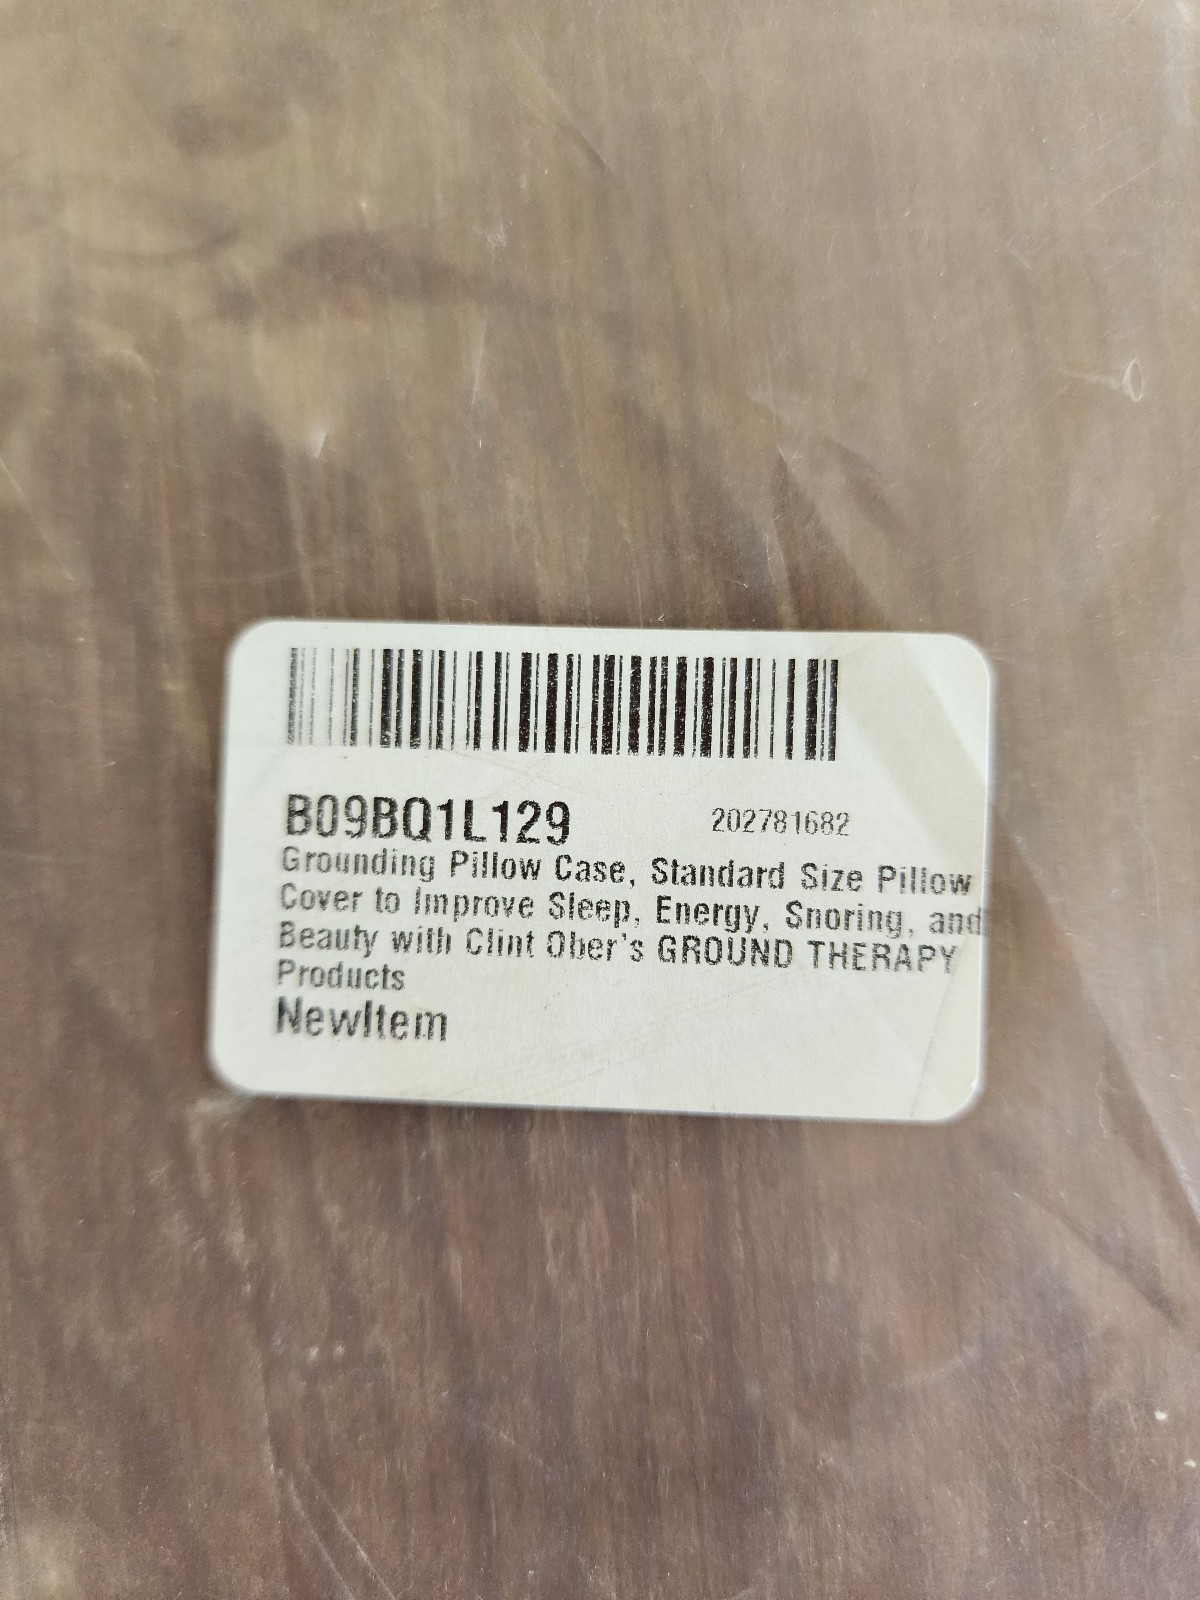 B09BQ1L129 202781682
Grounding Pillow Case, Standard Size Pillow
Cover to Improve Sleep, Energy, Snoring, and
Beauty with Clint Ober's GROUND THERAPY
Products
NewItem